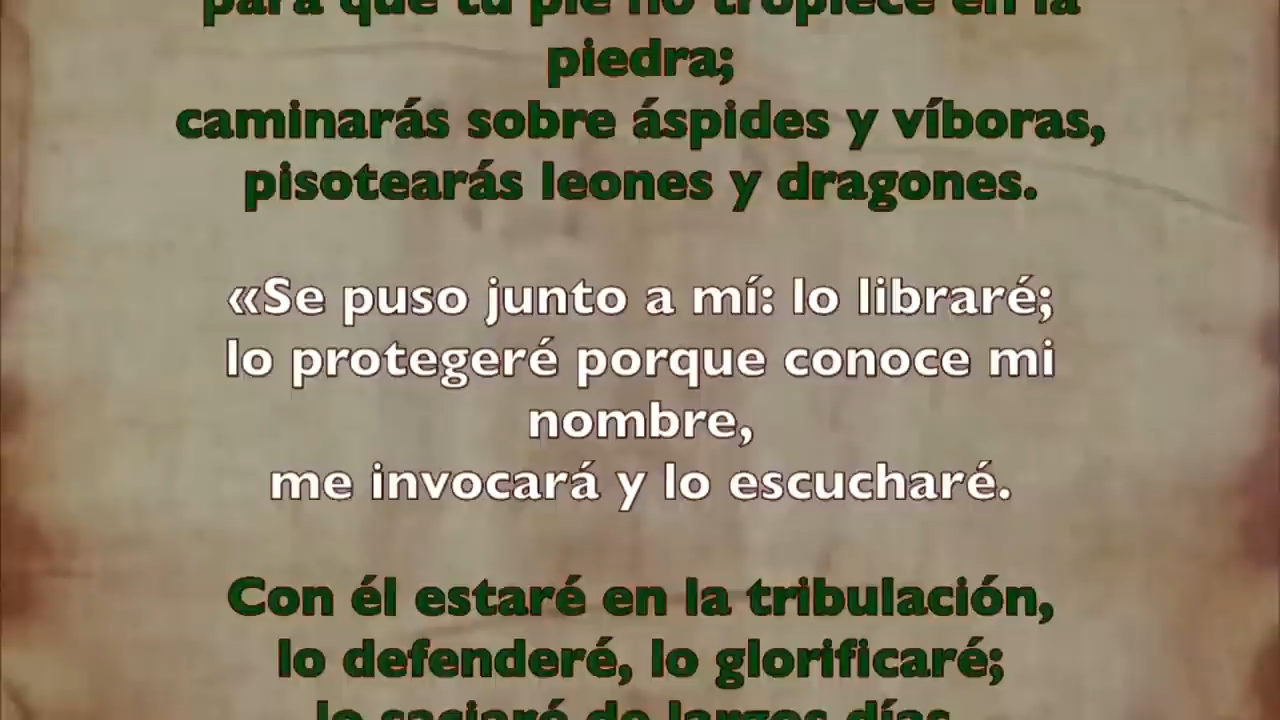 para que tu pie no tropiece en la
piedra;
caminarás sobre áspides y víboras,
pisotearás leones y dragones.
«Se puso junto a mí: lo libraré;
lo protegeré porque conoce mi
nombre,
me invocará y lo escucharé.
Con él estaré en la tribulación,
lo defenderé, lo glorificaré;
lo saciaré de largos días